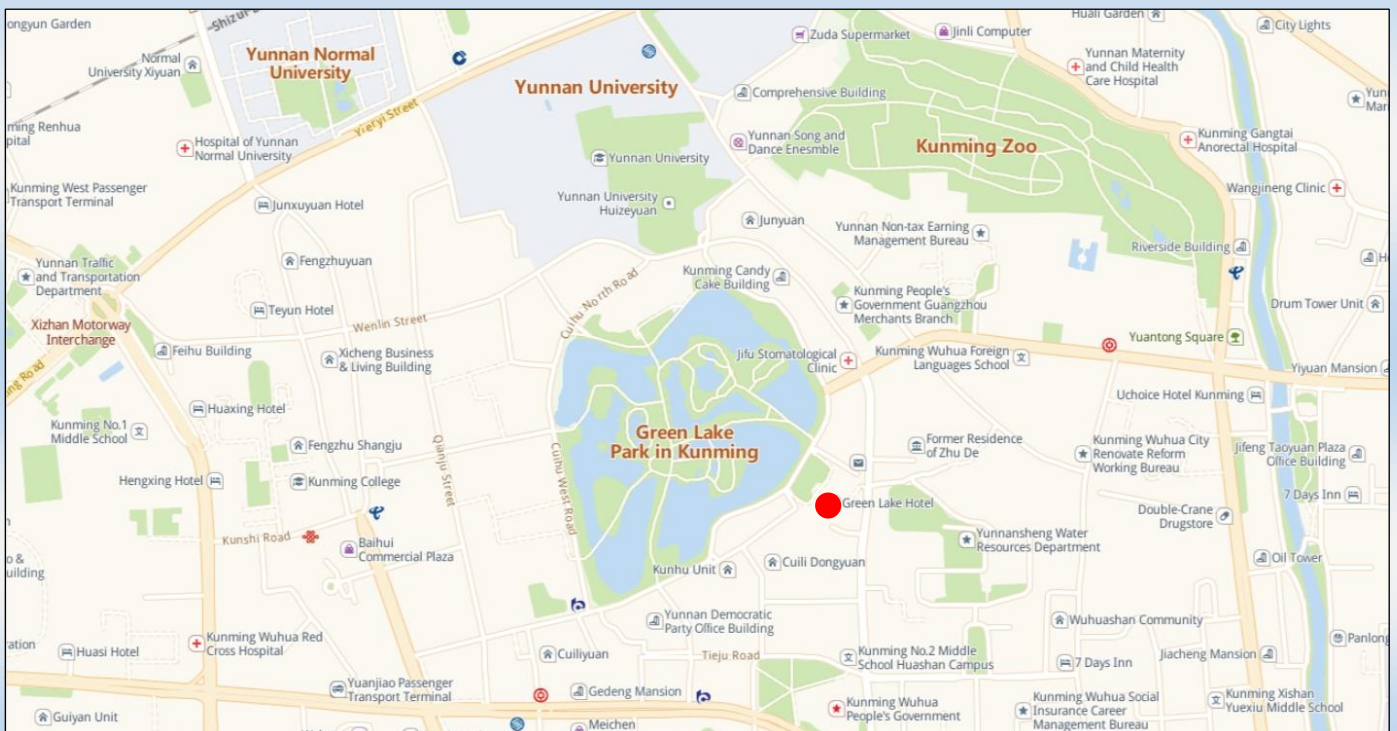 ongyun Garden
Shizui
Normal
University Xiyuan
Yunnan Normal
University
Yunnan University
Zuda Supermarket
Jinli Computer
Huali Garden
City Lights
Yunnan Maternity
and Child Health
Care Hospital
Comprehensive Building
Yunnan Song and
Dance Enesmble
Kunming Zoo
Kunming Gangtai
Anorectal Hospital
Wangjineng Clinic
Yieryi Street
ming Renhua
pital
Hospital of Yunnan
Normal University
Yunnan University
Yunnan University
Huizeyuan
Kunming West Passenger
Transport Terminal
Junxuyuan Hotel
Junyuan
Yunnan Non-tax Earning
Management Bureau
Riverside Building
Yunnan Traffic
and Transportation
Department
Fengzhuyuan
Cuihu North Road
Kunming Candy
Cake Building
Kunming People's
Government Guangzhou
Merchants Branch
Drum Tower Unit
Teyun Hotel
Wenlin Street
Xizhan Motorway
Interchange
Feihu Building
Xicheng Business
& Living Building
Jifu Stomatological
Clinic
Kunming Wuhua Foreign
Languages School
Yuantong Square
Yiyuan Mansion
ng Road
Huaxing Hotel
Uchoice Hotel Kunming
Kunming No.1
Middle School
Fengzhu Shangju
Qianju Street
Cuihu West Road
Green Lake
Park in Kunming
Former Residence
of Zhu De
Kunming Wuhua City
Renovate Reform
Working Bureau
Jifeng Taoyuan Plaza
Office Building
Hengxing Hotel
Kunming College
Green Lake Hotel
7 Days Inn
Double-Crane
Drugstore
Kunshi Road
Baihui
Commercial Plaza
Yunnansheng Water
Resources Department
o &
uilding
Kunhu Unit
Cuili Dongyuan
Oil Tower
Yunnan Democratic
Party Office Building
Wuhuashan Community
ration
Huasi Hotel
Kunming Wuhua Red
Cross Hospital
Cuiliyuan
Tieju Road
Kunming No.2 Middle
School Huashan Campus
7 Days Inn
Jiacheng Mansion
Panlong
Yuanjiao Passenger
Transport Terminal
Gedeng Mansion
Kunming Wuhua
People's Government
Kunming Wuhua Social
Insurance Career
Management Bureau
Kunming Xishan
Yuexiu Middle School
Guiyan Unit
Meichen